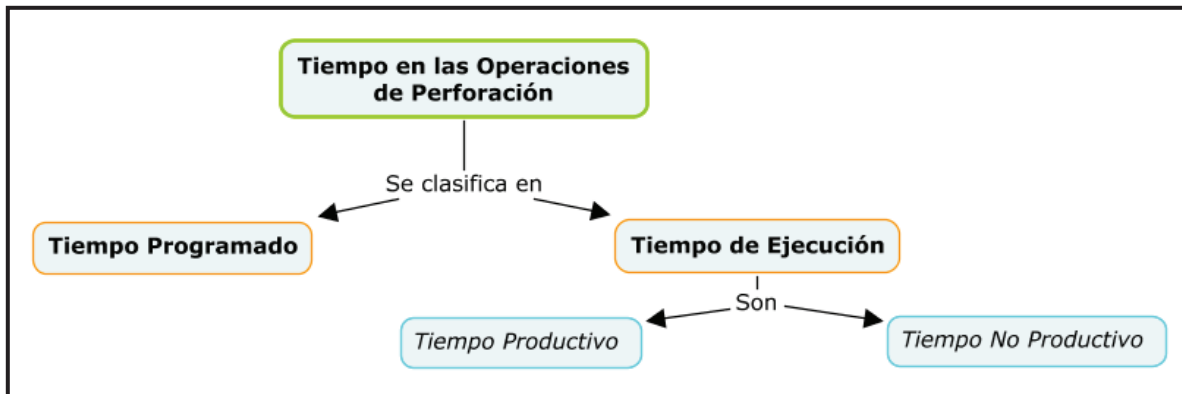 Tiempo en las Operaciones
de Perforación
Se clasifica en
Tiempo Programado
Tiempo de Ejecución
Son
Tiempo Productivo
Tiempo No Productivo